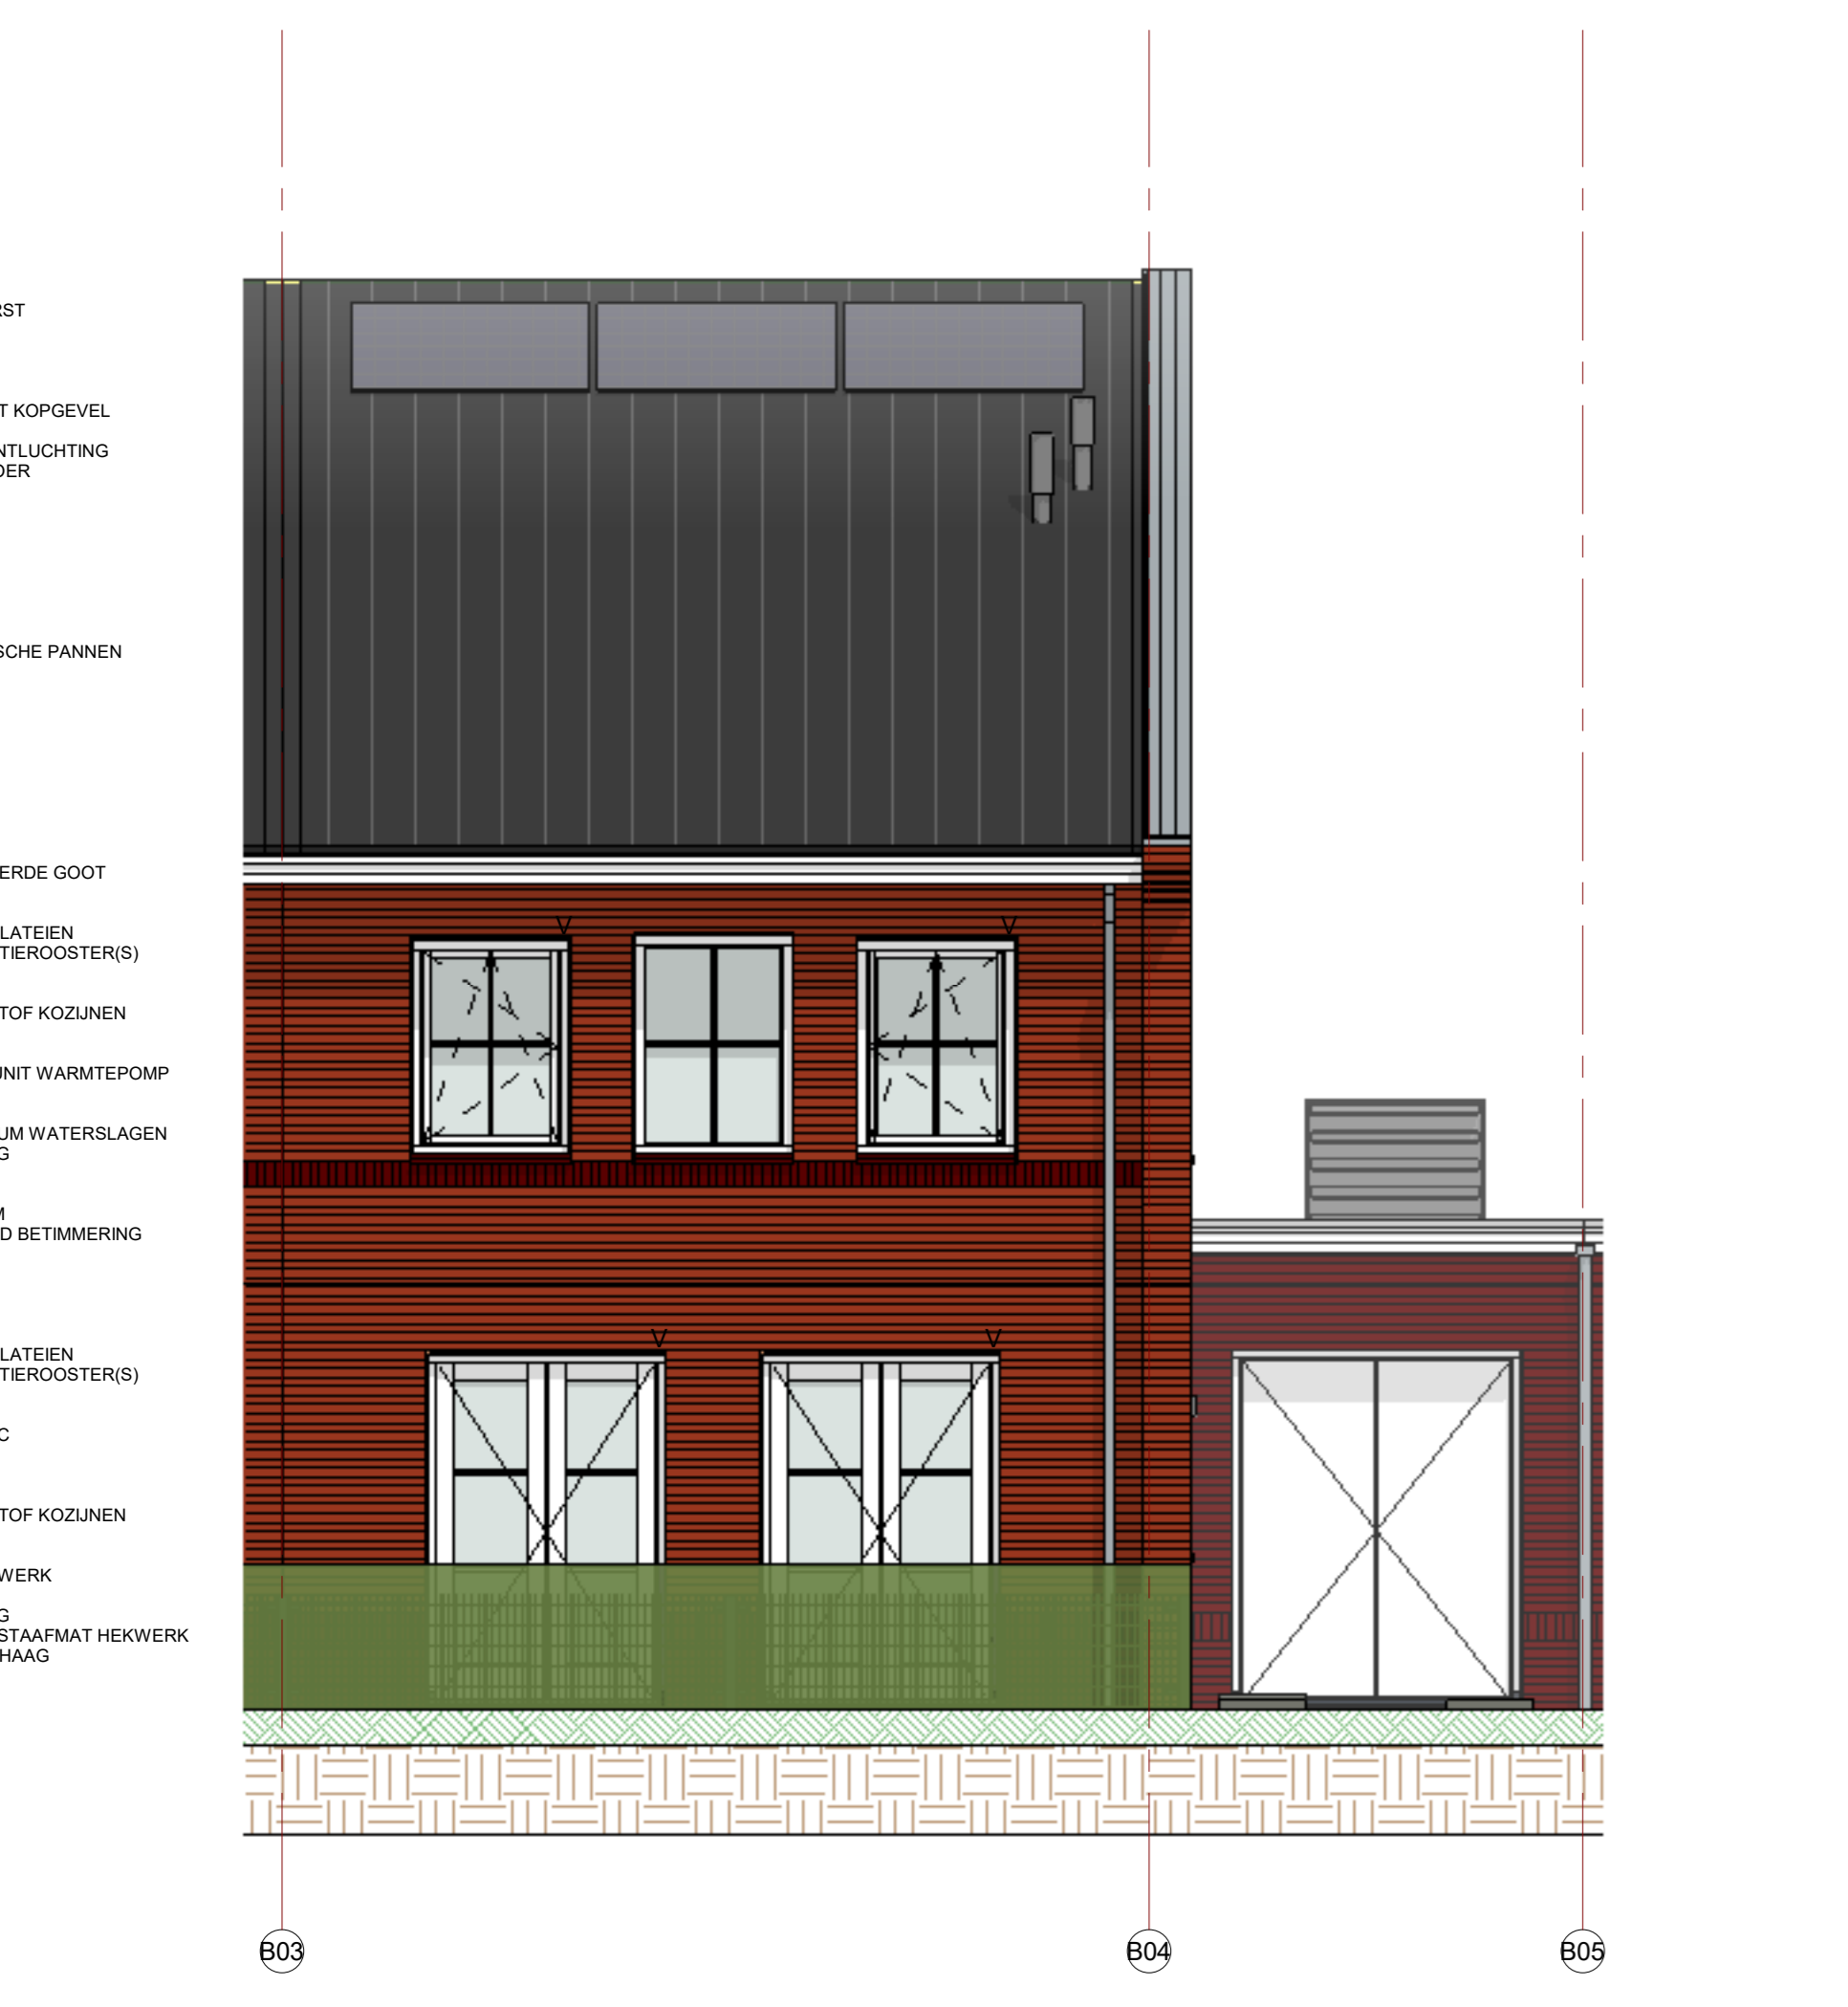 RST
T KOPGEVEL
NTLUCHTING
DER
SCHE PANNEN
ERDE GOOT
LATEIEN
TIEROOSTER(S)
TOF KOZIJNEN
UNIT WARMTEPOMP
UM WATERSLAGEN
G
M
D BETIMMERING
LATEIEN
TIEROOSTER(S)
C
TOF KOZIJNEN
WERK
G
STAAFMAT HEKWERK
HAAG
V V
V V
B03 B04 B05